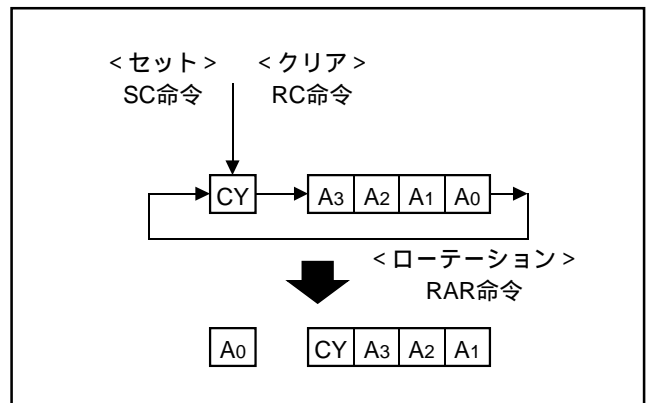 <セット> <クリア>
SC命令 RC命令
CY A3 A2 A1 A0
<ローテーション>
RAR命令
A0 CY A3 A2 A1